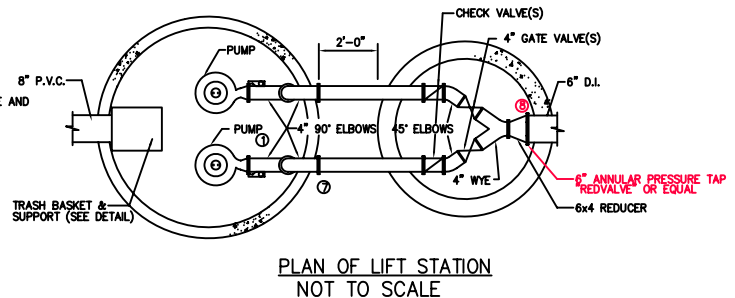 CHECK VALVE(S)
2'-0"
4" GATE VALVE(S)
PUMP
8" P.V.C.
6" D.I.
E AND
⑧
PUMP
①
4" 90° ELBOWS
45° ELBOWS
4" WYE
6" ANNULAR PRESSURE TAP
"REDVALVE" OR EQUAL
⑦
TRASH BASKET &
SUPPORT (SEE DETAIL)
6x4 REDUCER
PLAN OF LIFT STATION
NOT TO SCALE